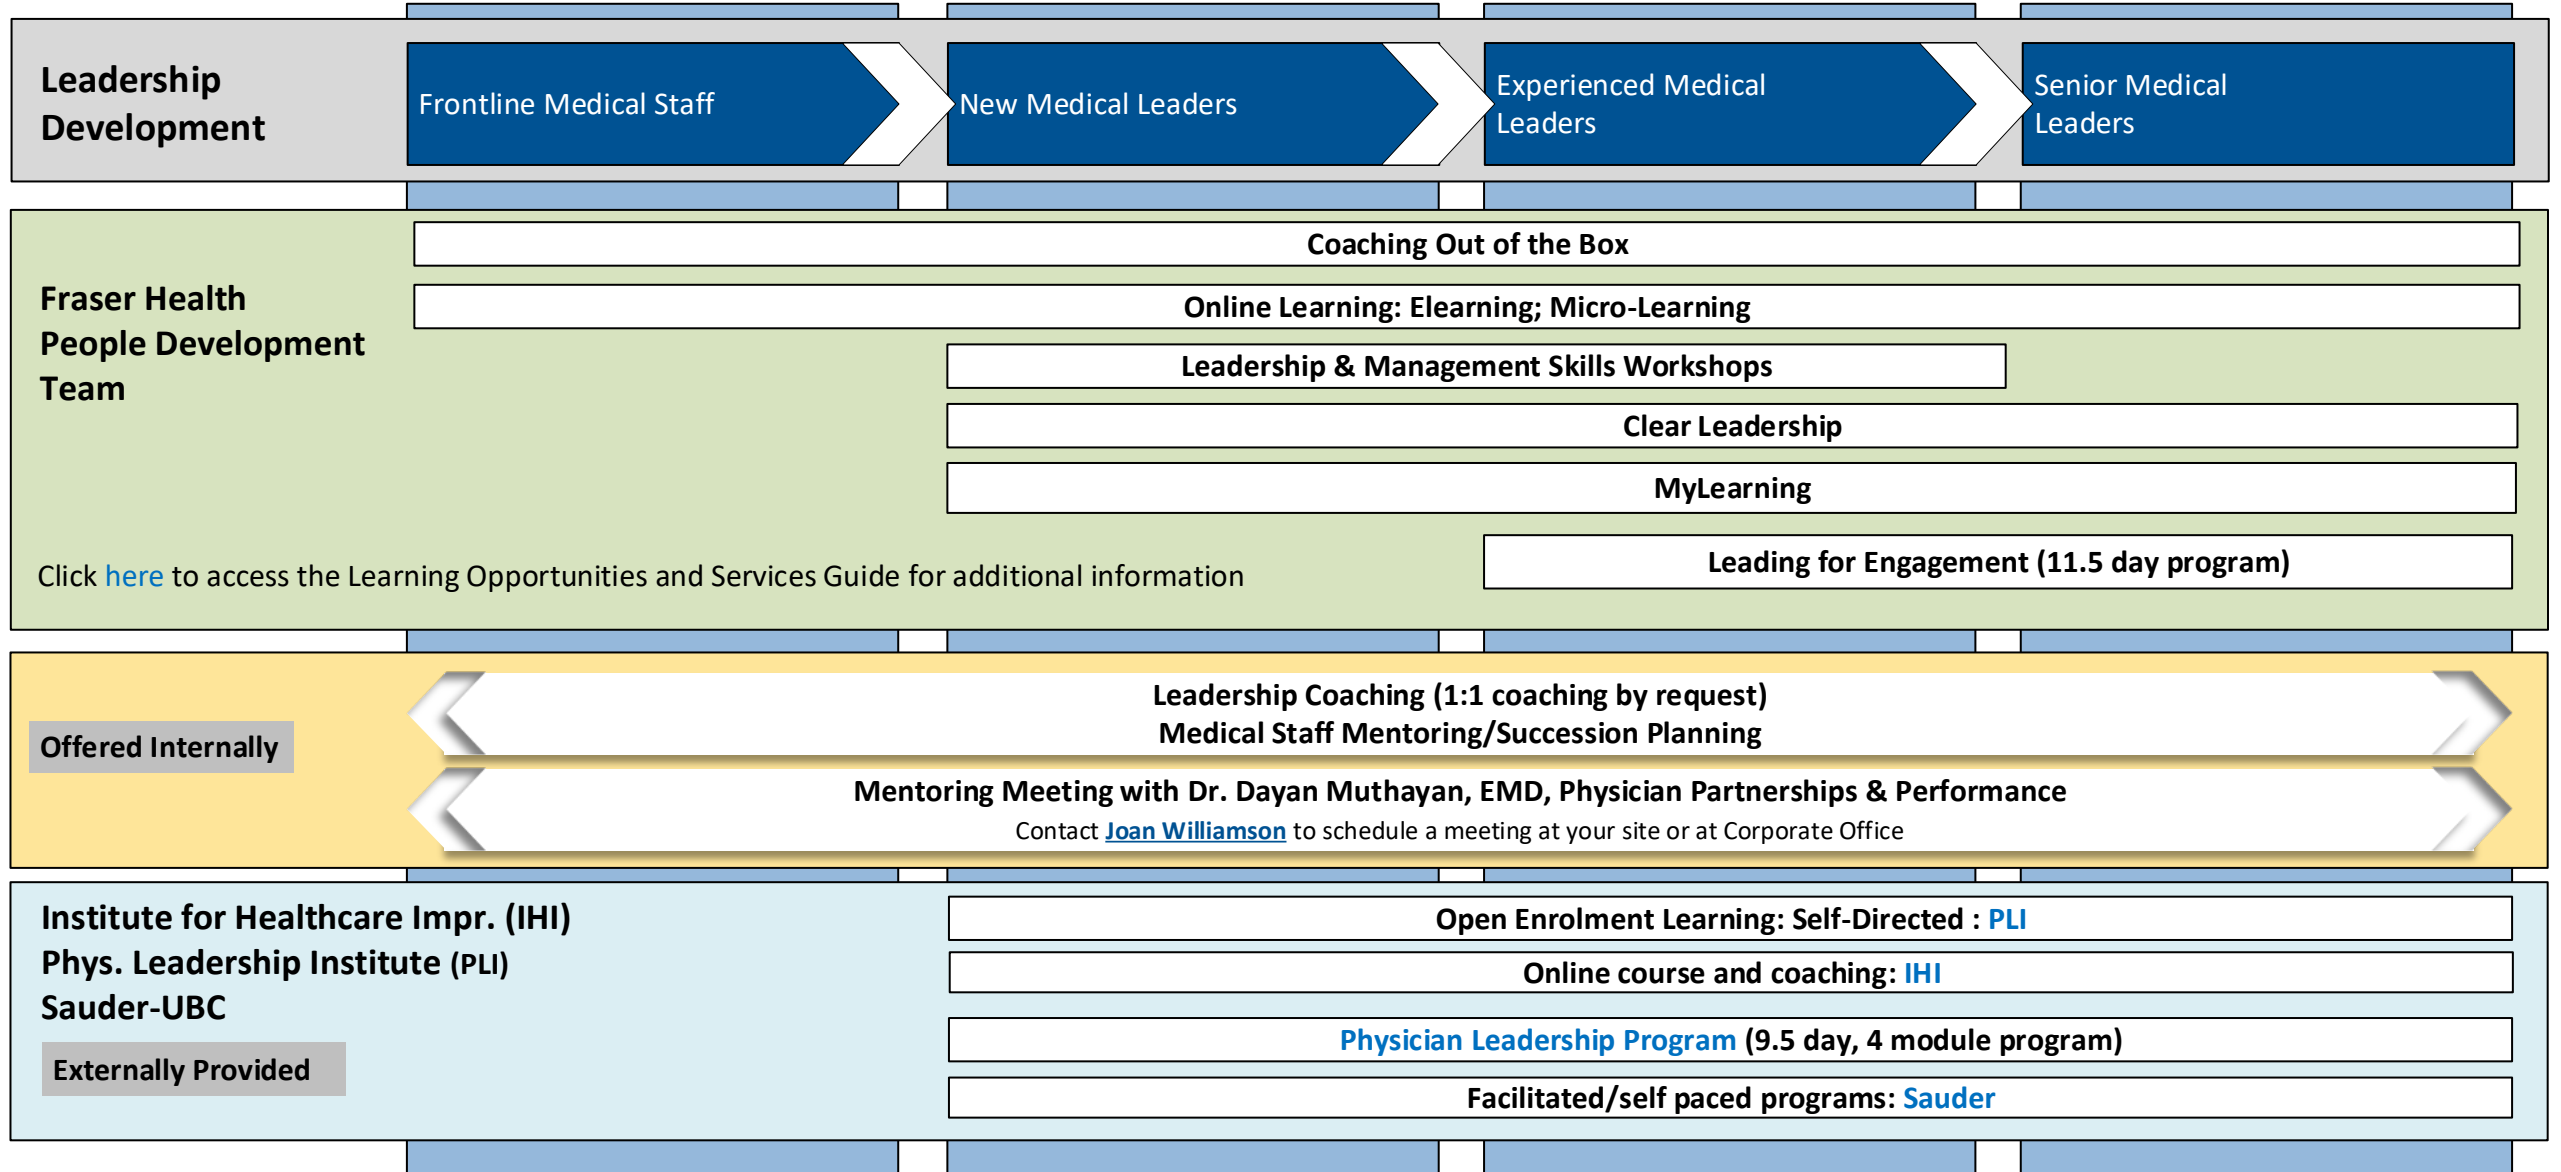 Leadership
Development
Frontline Medical Staff
New Medical Leaders
Experienced Medical
Leaders
Senior Medical
Leaders
Fraser Health
People Development
Team
Coaching Out of the Box
Online Learning: Elearning; Micro-Learning
Leadership & Management Skills Workshops
Clear Leadership
MyLearning
Leading for Engagement (11.5 day program)
Click here to access the Learning Opportunities and Services Guide for additional information
Offered Internally
Leadership Coaching (1:1 coaching by request)
Medical Staff Mentoring/Succession Planning
Mentoring Meeting with Dr. Dayan Muthayan, EMD, Physician Partnerships & Performance
Contact Joan Williamson to schedule a meeting at your site or at Corporate Office
Institute for Healthcare Impr. (IHI)
Phys. Leadership Institute (PLI)
Sauder-UBC
Externally Provided
Open Enrolment Learning: Self-Directed : PLI
Online course and coaching: IHI
Physician Leadership Program (9.5 day, 4 module program)
Facilitated/self paced programs: Sauder